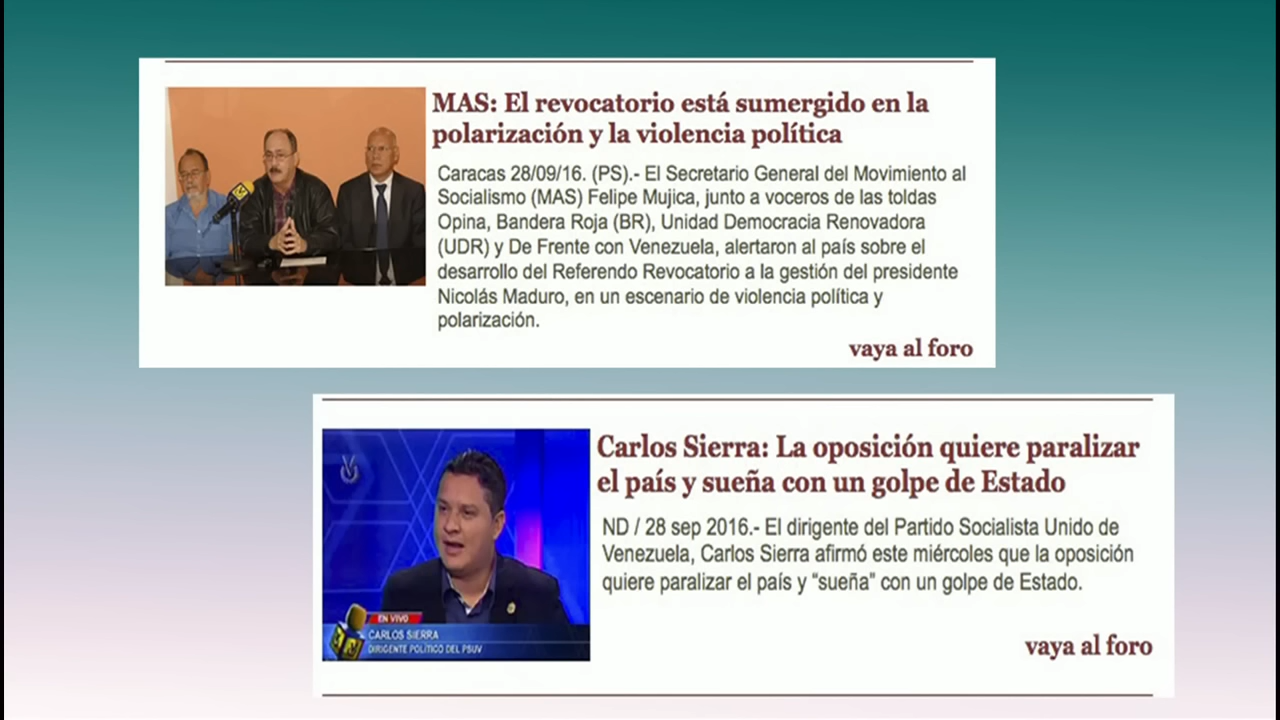 MAS: El revocatorio está sumergido en la
polarización y la violencia política
Caracas 28/09/16. (PS).- El Secretario General del Movimiento al
Socialismo (MAS) Felipe Mujica, junto a voceros de las toldas
Opina, Bandera Roja (BR), Unidad Democracia Renovadora
(UDR) y De Frente con Venezuela, alertaron al país sobre el
desarrollo del Referendo Revocatorio a la gestión del presidente
Nicolás Maduro, en un escenario de violencia política y
polarización.
vaya al foro
Carlos Sierra: La oposición quiere paralizar
el país y sueña con un golpe de Estado
ND / 28 sep 2016.- El dirigente del Partido Socialista Unido de
Venezuela, Carlos Sierra afirmó este miércoles que la oposición
quiere paralizar el país y “sueña” con un golpe de Estado.
EN VIVO
CARLOS SIERRA
DIRIGENTE POLÍTICO DEL PSUV
vaya al foro